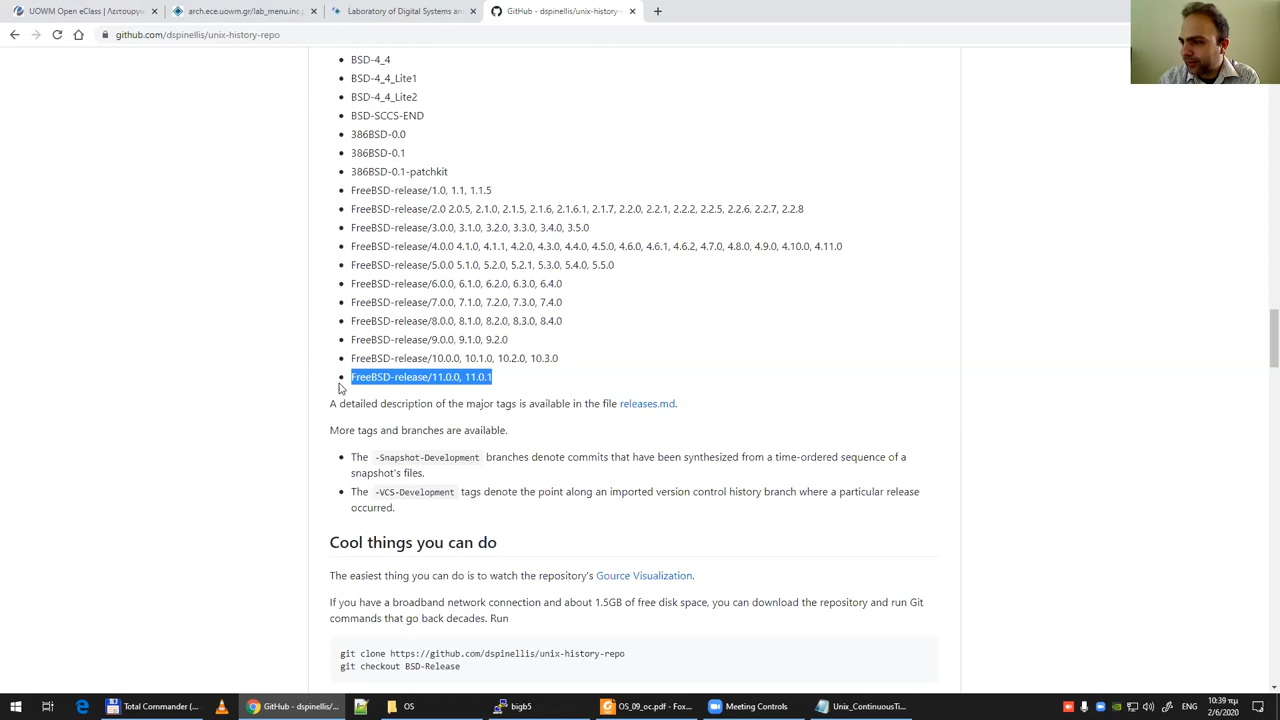 UOWM Open eClass | Λειτουργ
arch.ece.uowm.gr/lab_menu.inc.p
Laboratory of Digital Systems and
GitHub - dspinellis/unix-history-
github.com/dspinellis/unix-history-repo
BSD-4_4
BSD-4_4_Lite1
BSD-4_4_Lite2
BSD-SCCS-END
386BSD-0.0
386BSD-0.1
386BSD-0.1-patchkit
FreeBSD-release/1.0, 1.1, 1.1.5
FreeBSD-release/2.0 2.0.5, 2.1.0, 2.1.5, 2.1.6, 2.1.6.1, 2.1.7, 2.2.0, 2.2.1, 2.2.2, 2.2.5, 2.2.6, 2.2.7, 2.2.8
FreeBSD-release/3.0.0, 3.1.0, 3.2.0, 3.3.0, 3.4.0, 3.5.0
FreeBSD-release/4.0.0 4.1.0, 4.1.1, 4.2.0, 4.3.0, 4.4.0, 4.5.0, 4.6.0, 4.6.1, 4.6.2, 4.7.0, 4.8.0, 4.9.0, 4.10.0, 4.11.0
FreeBSD-release/5.0.0 5.1.0, 5.2.0, 5.2.1, 5.3.0, 5.4.0, 5.5.0
FreeBSD-release/6.0.0, 6.1.0, 6.2.0, 6.3.0, 6.4.0
FreeBSD-release/7.0.0, 7.1.0, 7.2.0, 7.3.0, 7.4.0
FreeBSD-release/8.0.0, 8.1.0, 8.2.0, 8.3.0, 8.4.0
FreeBSD-release/9.0.0, 9.1.0, 9.2.0
FreeBSD-release/10.0.0, 10.1.0, 10.2.0, 10.3.0
FreeBSD-release/11.0.0, 11.0.1
A detailed description of the major tags is available in the file releases.md.
More tags and branches are available.
The -Snapshot-Development branches denote commits that have been synthesized from a time-ordered sequence of a
snapshot's files.
The -VCS-Development tags denote the point along an imported version control history branch where a particular release
occurred.
Cool things you can do
The easiest thing you can do is to watch the repository's Gource Visualization.
If you have a broadband network connection and about 1.5GB of free disk space, you can download the repository and run Git
commands that go back decades. Run
git clone https://github.com/dspinellis/unix-history-repo
git checkout BSD-Release
Total Commander (...
GitHub - dspinellis/...
OS
bigb5
OS_09_oc.pdf - Fox...
Meeting Controls
Unix_ContinuousTi...
ENG
10:39 πμ
2/6/2020